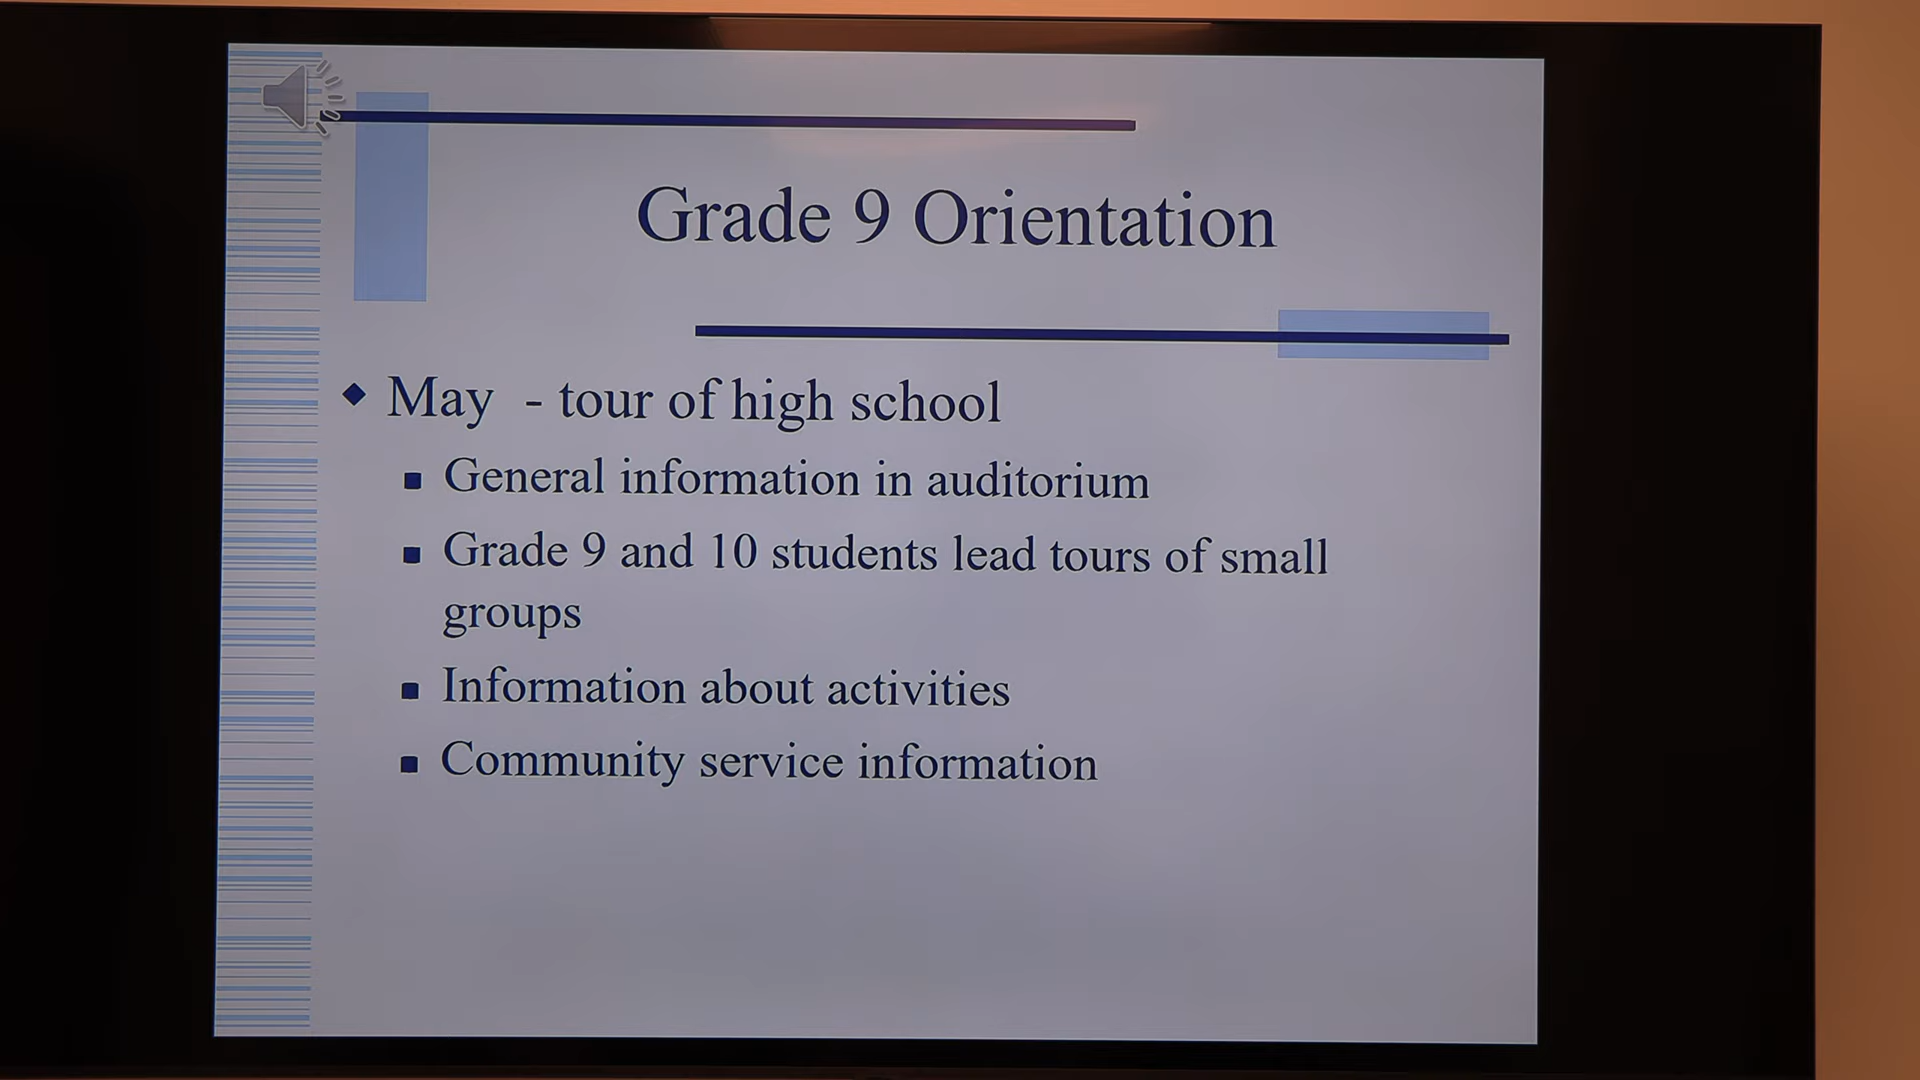 Grade 9 Orientation
May - tour of high school
General information in auditorium
Grade 9 and 10 students lead tours of small
groups
Information about activities
Community service information